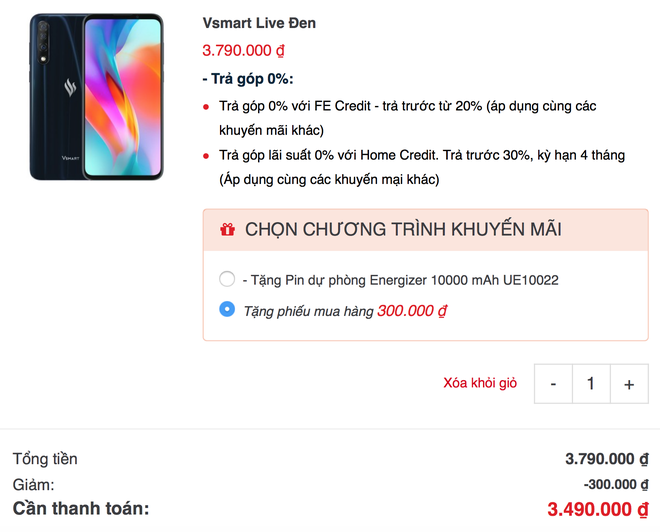 Vsmart Live Đen
3.790.000 ₫
- Trả góp 0%:
Trả góp 0% với FE Credit - trả trước từ 20% (áp dụng cùng các
khuyến mãi khác)
Trả góp lãi suất 0% với Home Credit. Trả trước 30%, kỳ hạn 4 tháng
(Áp dụng cùng các khuyến mại khác)
Vsmart
CHỌN CHƯƠNG TRÌNH KHUYẾN MÃI
- Tặng Pin dự phòng Energizer 10000 mAh UE10022
Tặng phiếu mua hàng 300.000 ₫
Xóa khỏi giỏ - 1 +
Tổng tiền 3.790.000 ₫
Giảm: -300.000 ₫
Cần thanh toán: 3.490.000 ₫